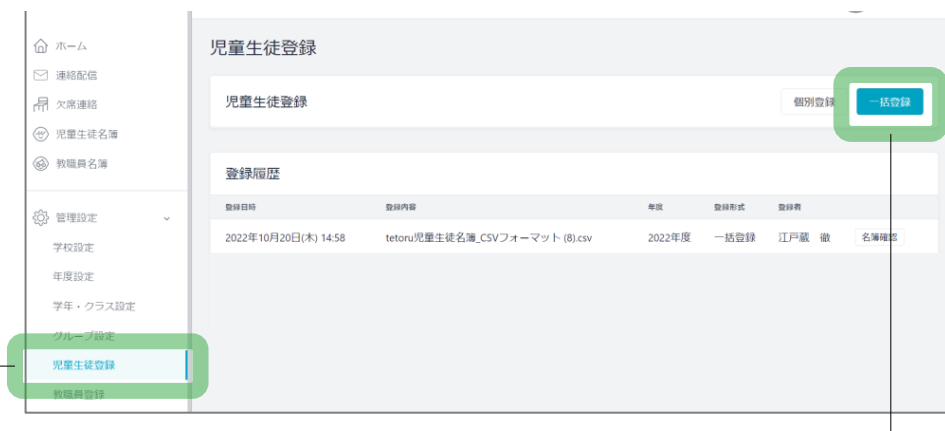 ホーム
連絡配信
欠席連絡
児童生徒名簿
教職員名簿
管理設定
学校設定
年度設定
学年・クラス設定
グループ設定
児童生徒登録
教職員登録
児童生徒登録
児童生徒登録
個別登録
一括登録
登録履歴
登録日時 登録内容 年度 登録形式 登録者
2022年10月20日(木) 14:58 tetoru児童生徒名簿_CSVフォーマット (8).csv 2022年度 一括登録 江戸蔵 徹 名簿確認